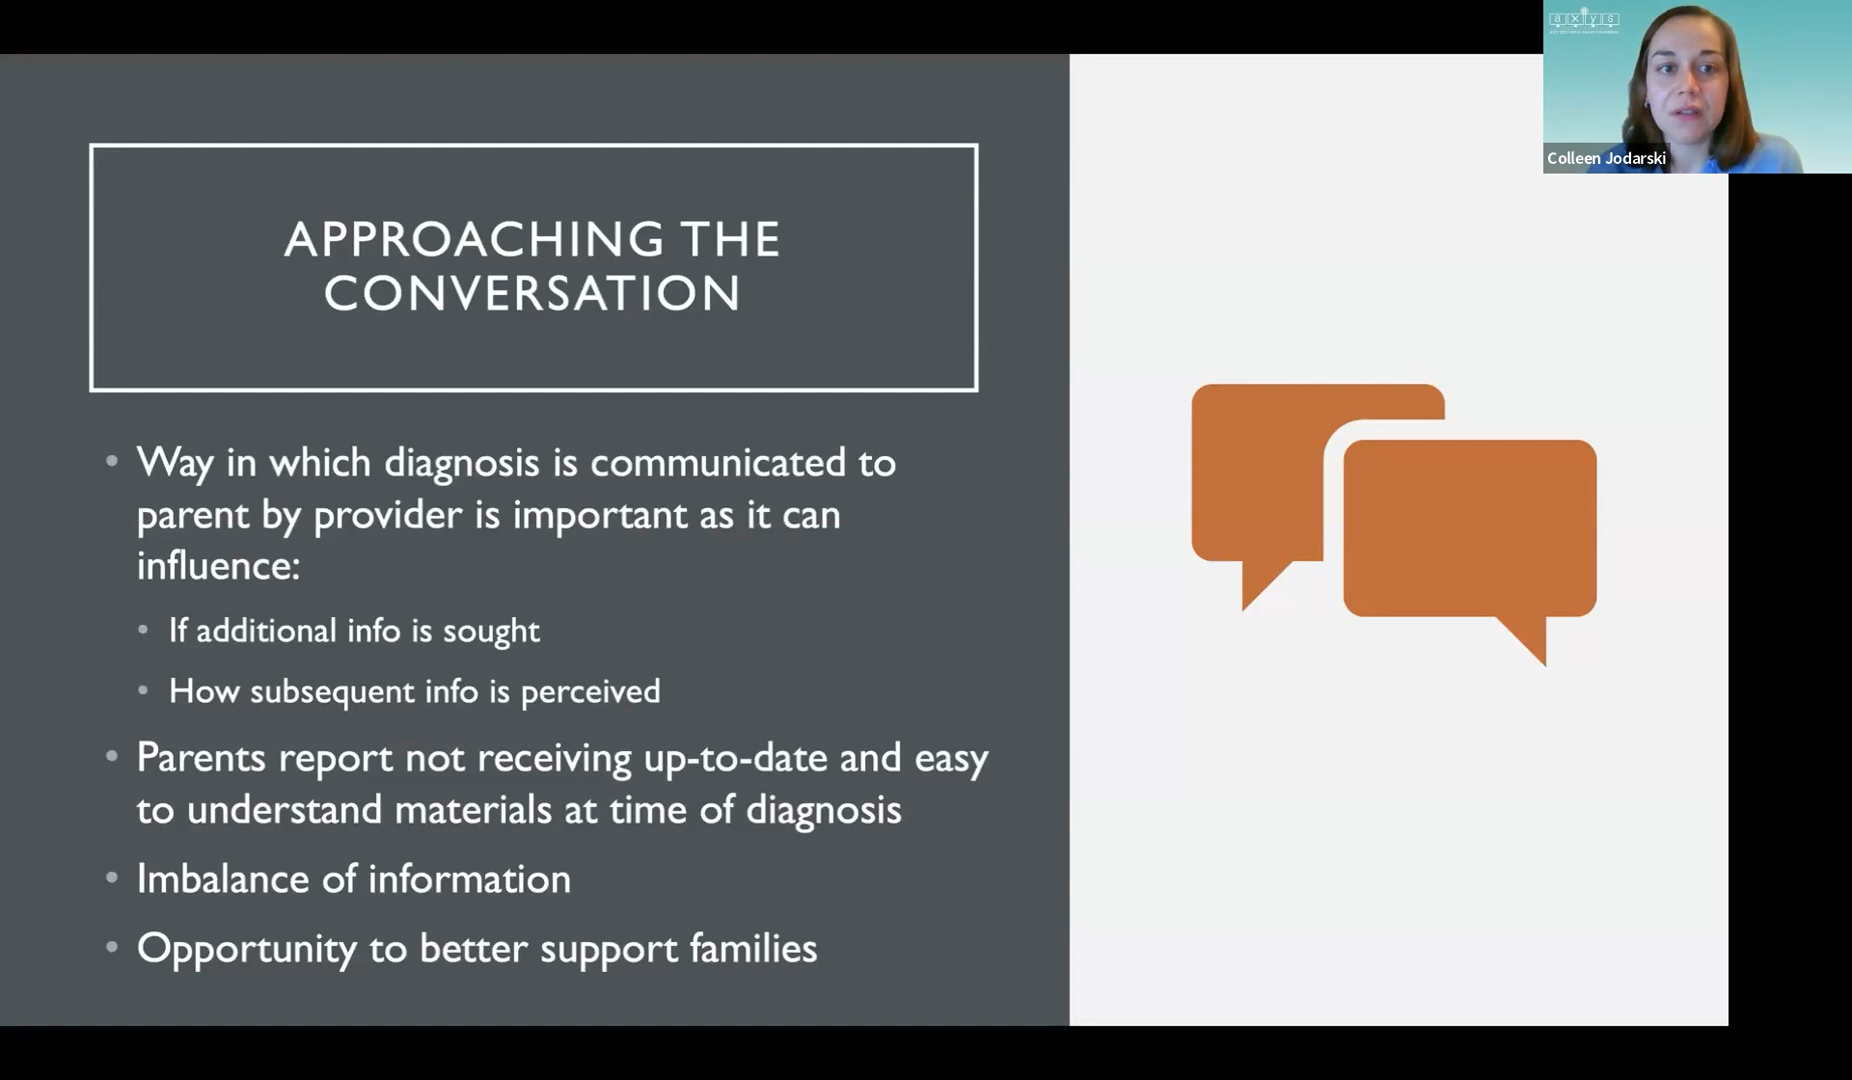 axys
Colleen Jodarski
APPROACHING THE
CONVERSATION
• Way in which diagnosis is communicated to
parent by provider is important as it can
influence:
• If additional info is sought
• How subsequent info is perceived
• Parents report not receiving up-to-date and easy
to understand materials at time of diagnosis
• Imbalance of information
• Opportunity to better support families